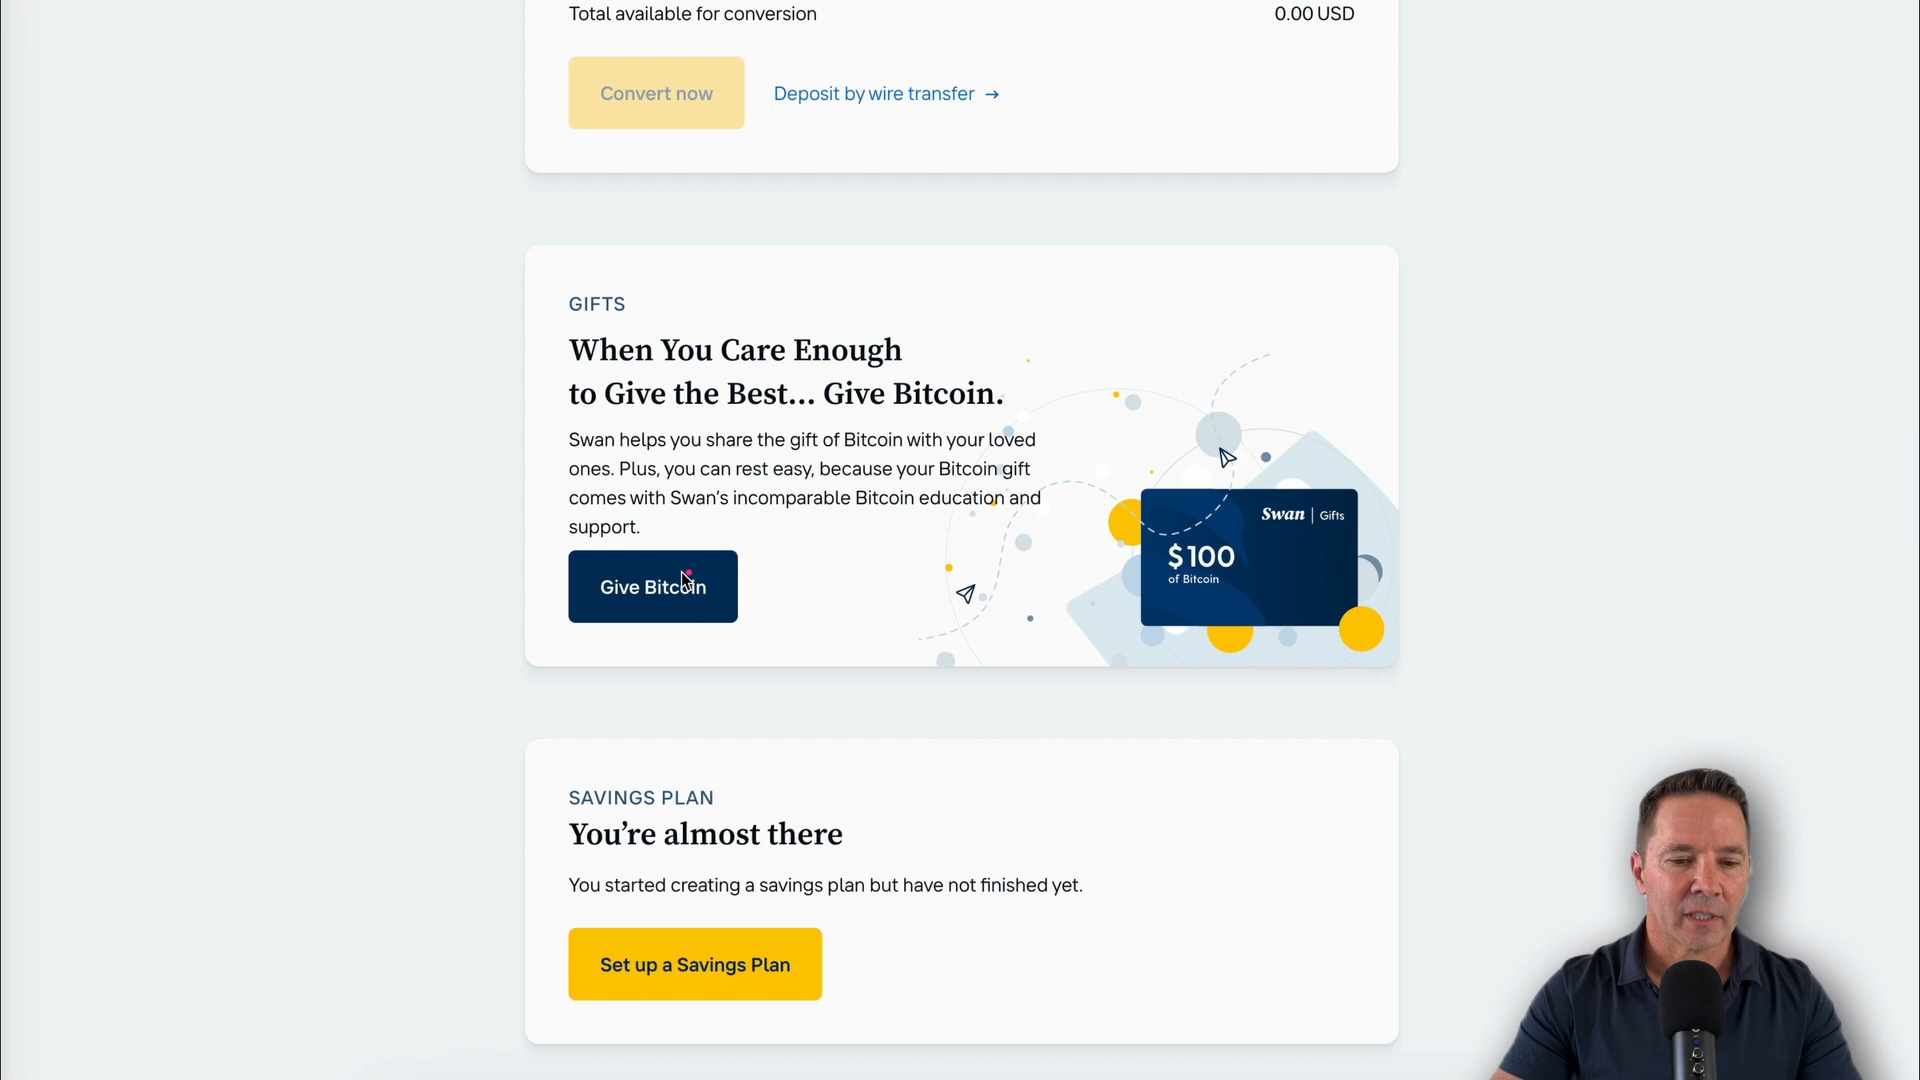 Total available for conversion 0.00 USD
Convert now Deposit by wire transfer →
GIFTS
When You Care Enough
to Give the Best... Give Bitcoin.
Swan helps you share the gift of Bitcoin with your loved
ones. Plus, you can rest easy, because your Bitcoin gift
comes with Swan’s incomparable Bitcoin education and
support.
Give Bitcoin
Swan | Gifts
$100
of Bitcoin
SAVINGS PLAN
You’re almost there
You started creating a savings plan but have not finished yet.
Set up a Savings Plan